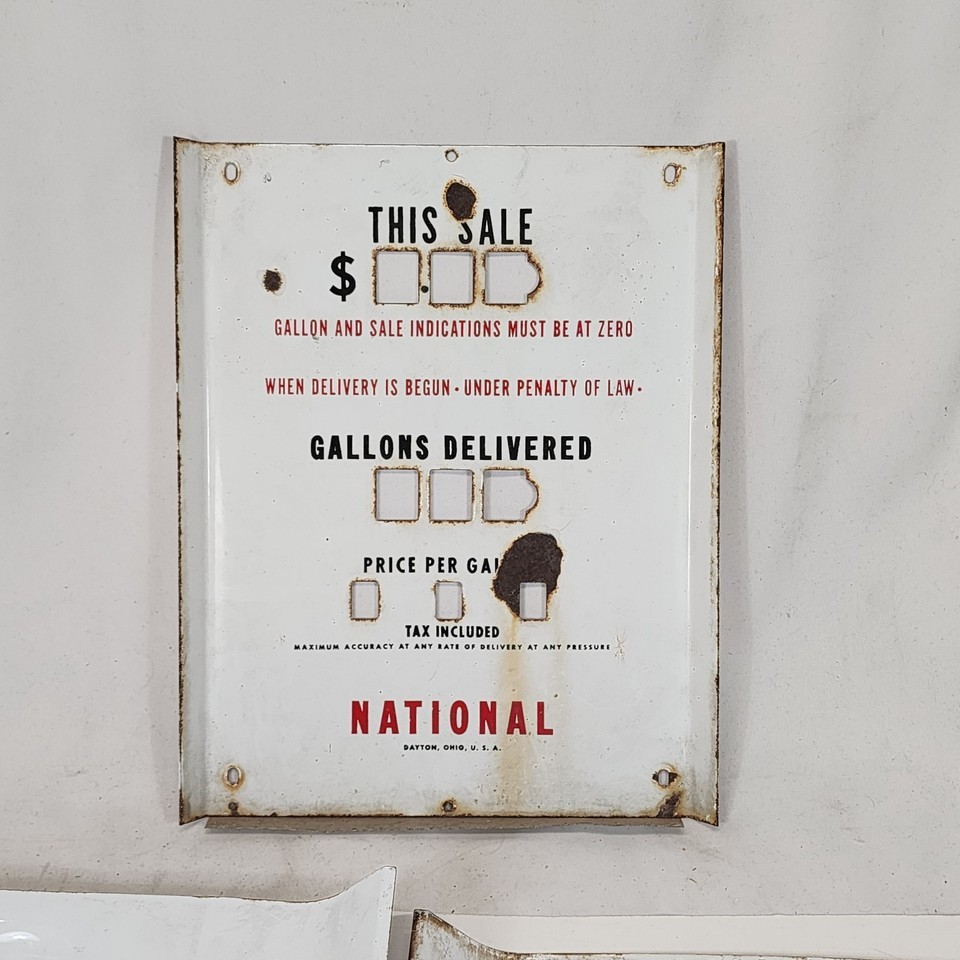 THIS SALE
$ .
GALLON AND SALE INDICATIONS MUST BE AT ZERO
WHEN DELIVERY IS BEGUN • UNDER PENALTY OF LAW •
GALLONS DELIVERED
PRICE PER
TAX INCLUDED
MAXIMUM ACCURACY AT ANY RATE OF DELIVERY AT ANY PRESSURE
NATIONAL
DAYTON, OHIO, U. S. A.